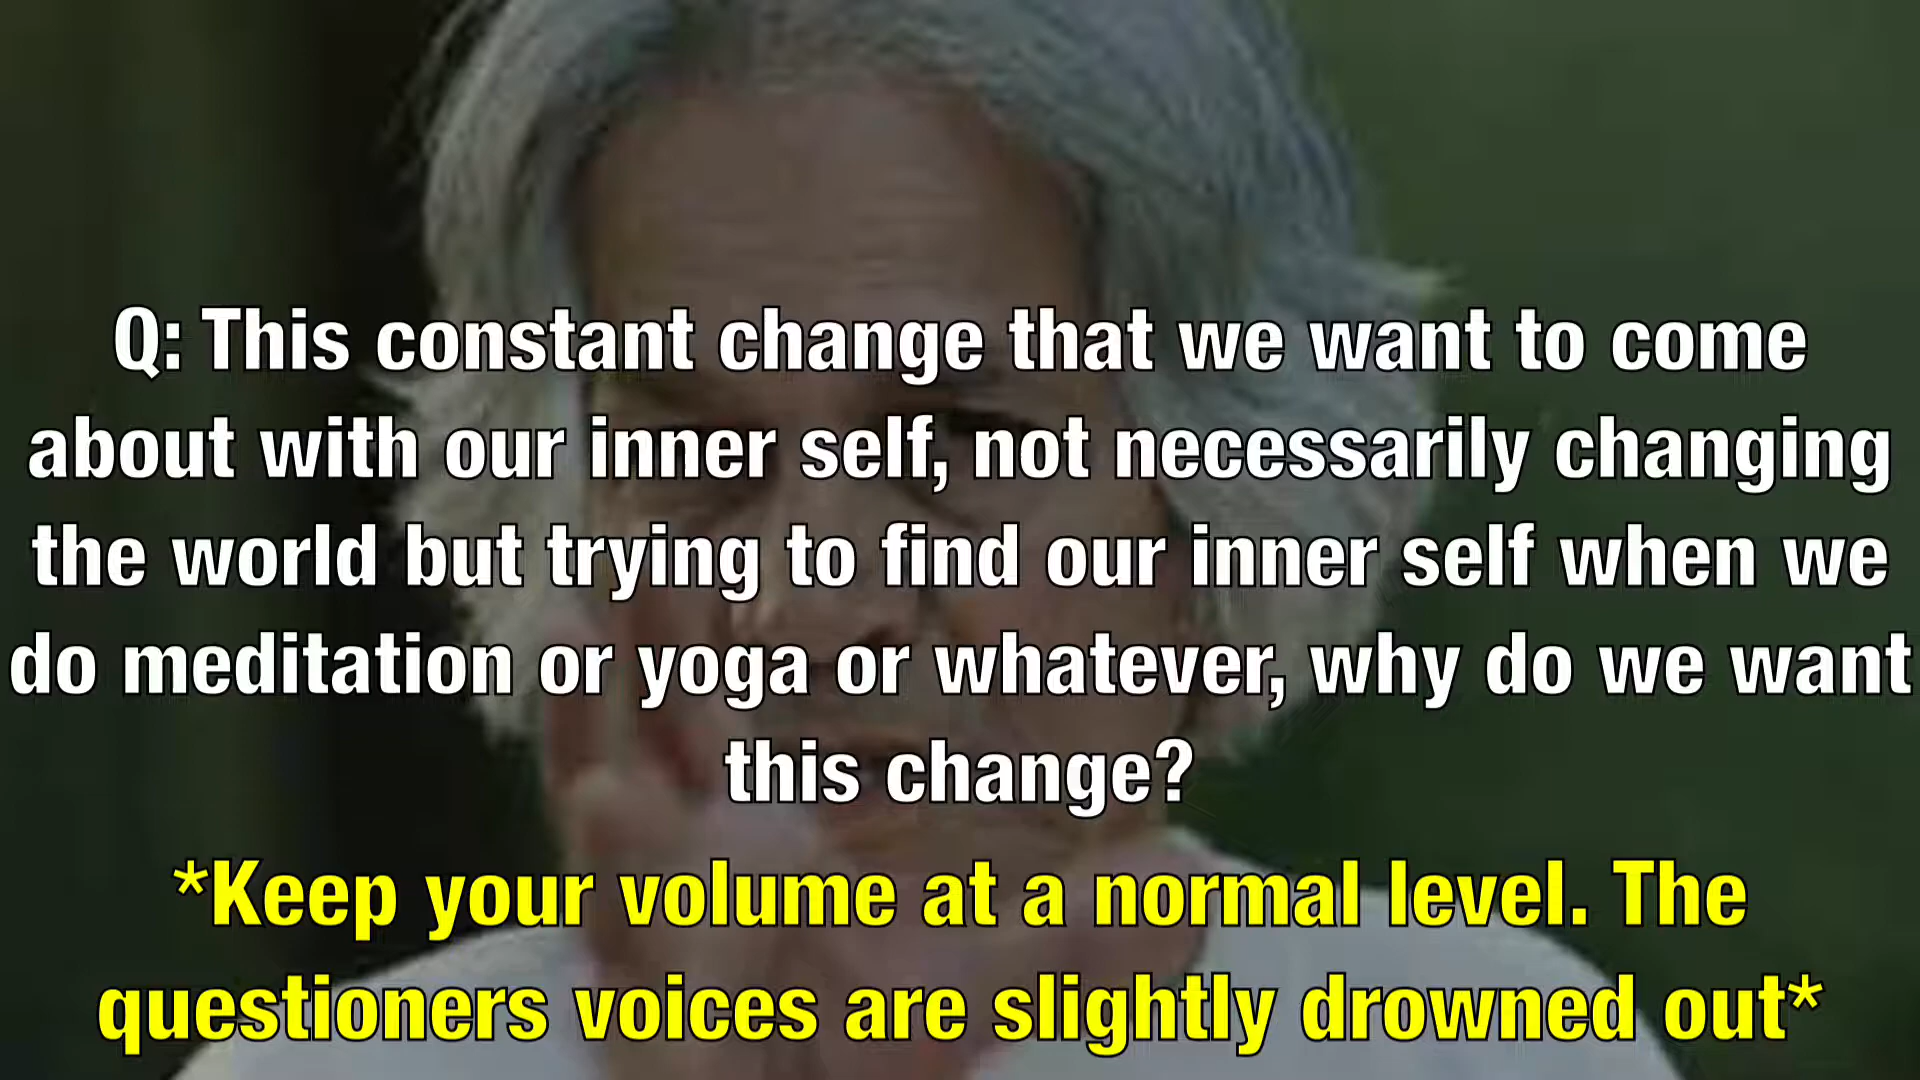 Q: This constant change that we want to come
about with our inner self, not necessarily changing
the world but trying to find our inner self when we
do meditation or yoga or whatever, why do we want
this change?
*Keep your volume at a normal level. The
questioners voices are slightly drowned out*